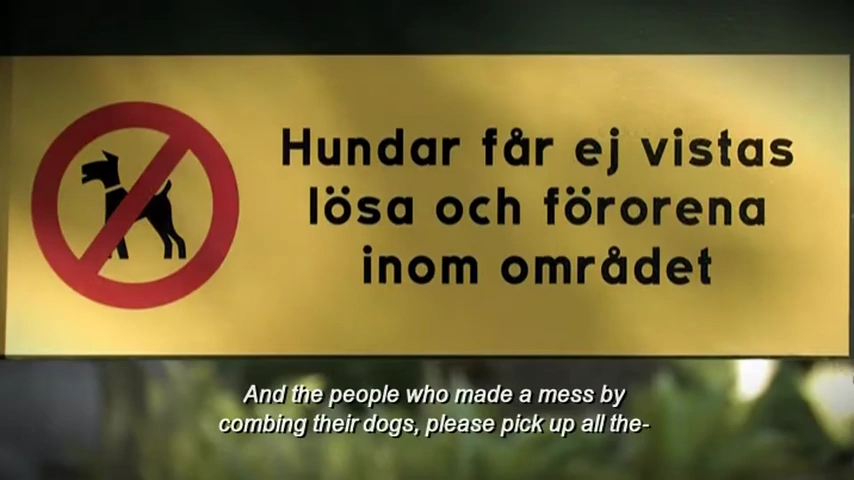 Hundar får ej vistas
lösa och förorena
inom området
And the people who made a mess by
combing their dogs, please pick up all the-